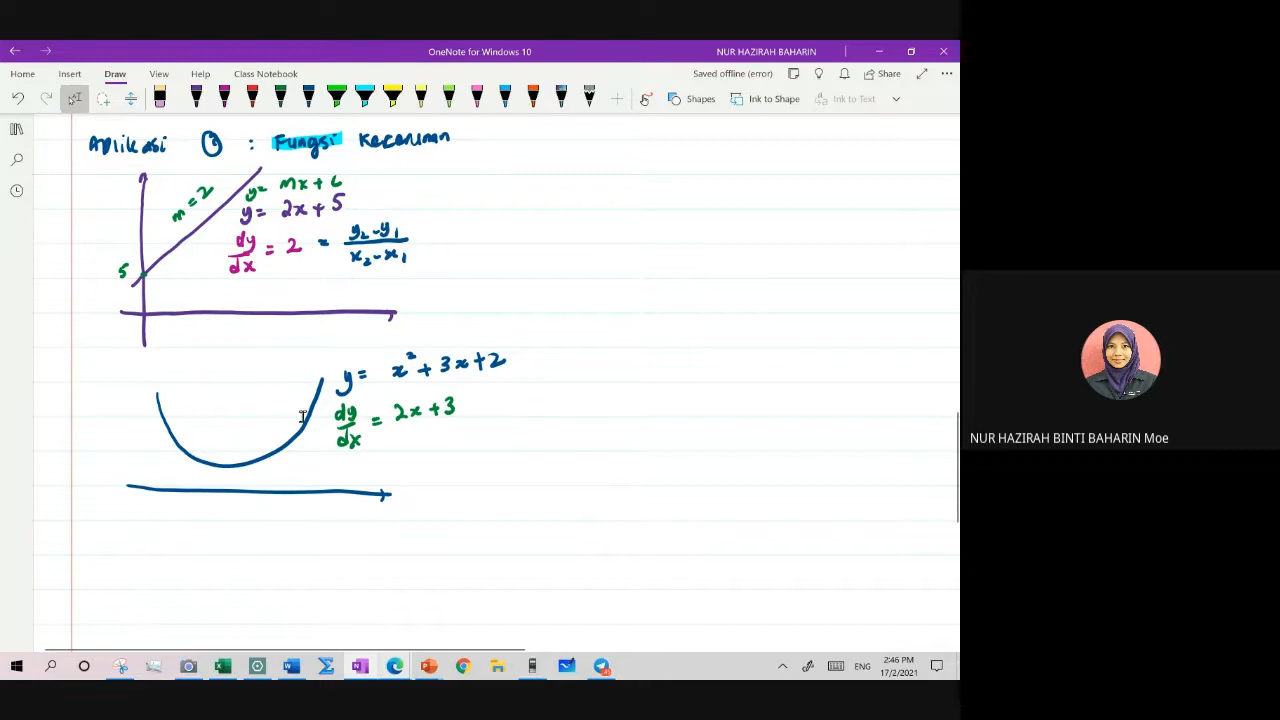 OneNote for Windows 10
NUR HAZIRAH BAHARIN
Home Insert Draw View Help Class Notebook
Saved offline (error) Share
Shapes Ink to Shape Ink to Text
Aplikasi : Fungsi Kecerunan
m = 2
y = mx + c
y = 2x + 5
dy/dx = 2 = y₂-y₁/x₂-x₁
5
y = x² + 3x + 2
dy/dx = 2x + 3
NUR HAZIRAH BINTI BAHARIN Moe
ENG
2:46 PM
17/2/2021